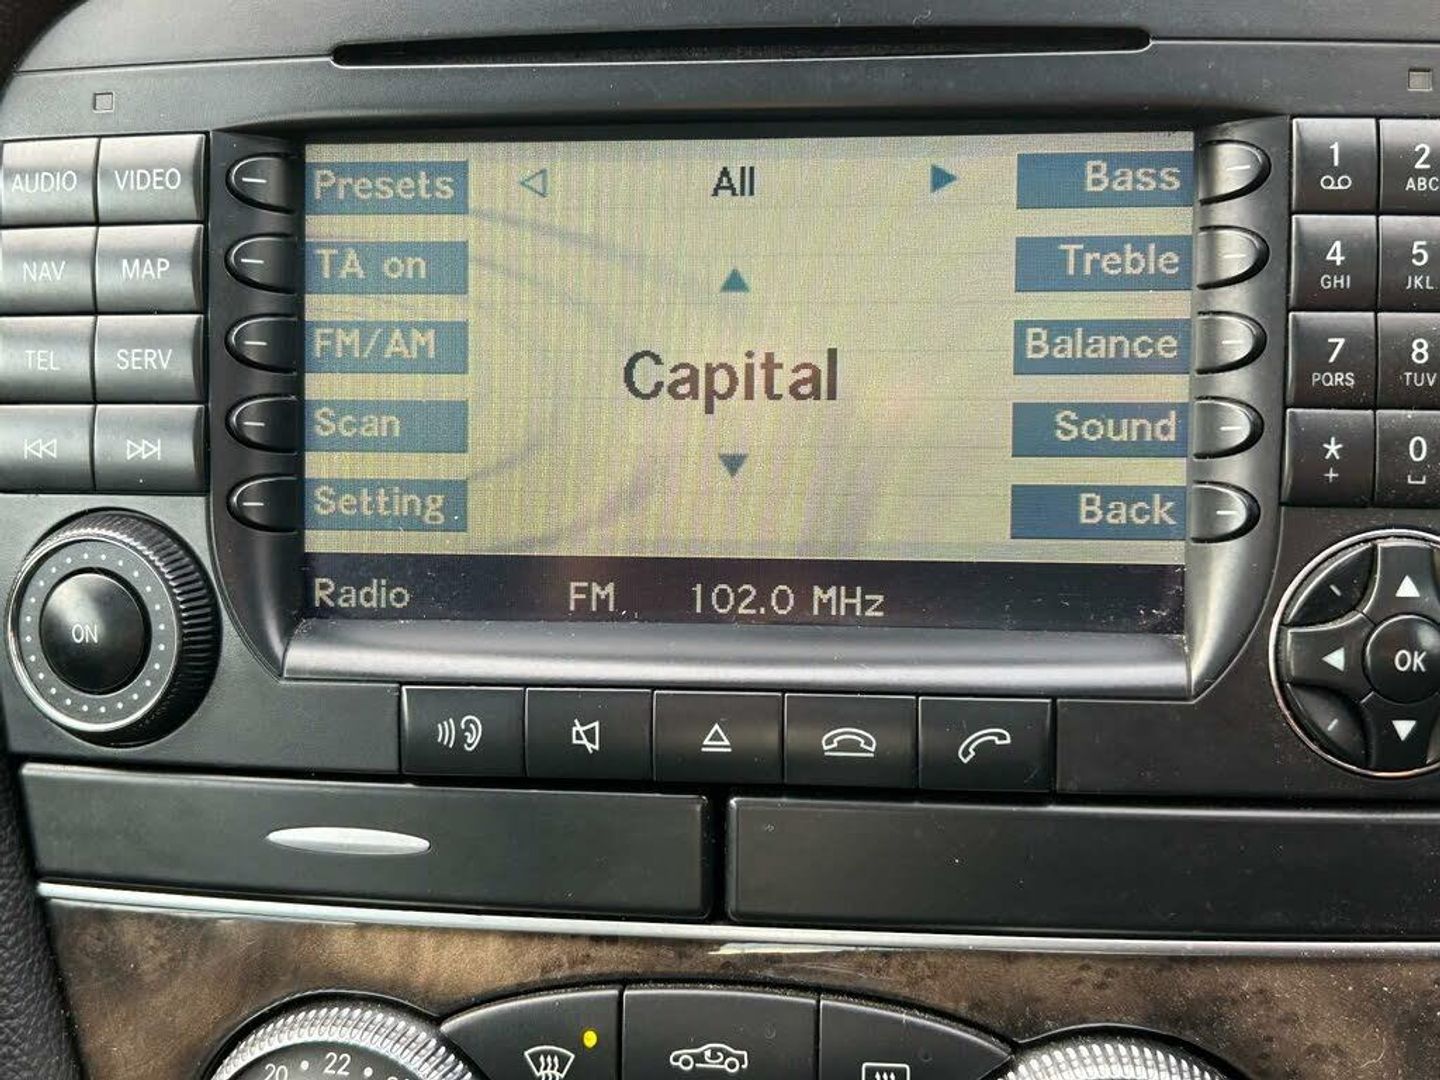 AUDIO VIDEO
NAV MAP
TEL SERV
Presets All Bass
TA on Treble
FM/AM Balance
Capital
Scan Sound
Setting Back
Radio FM 102.0 MHz
ON
1 2
ABC
4 5
GHI JKL
7 8
PQRS TUV
* 0
+
OK
20 22